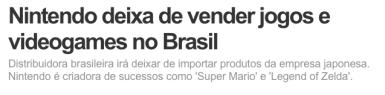 Nintendo deixa de vender jogos e
videogames no Brasil
Distribuidora brasileira irá deixar de importar produtos da empresa japonesa.
Nintendo é criadora de sucessos como 'Super Mario' e 'Legend of Zelda'.